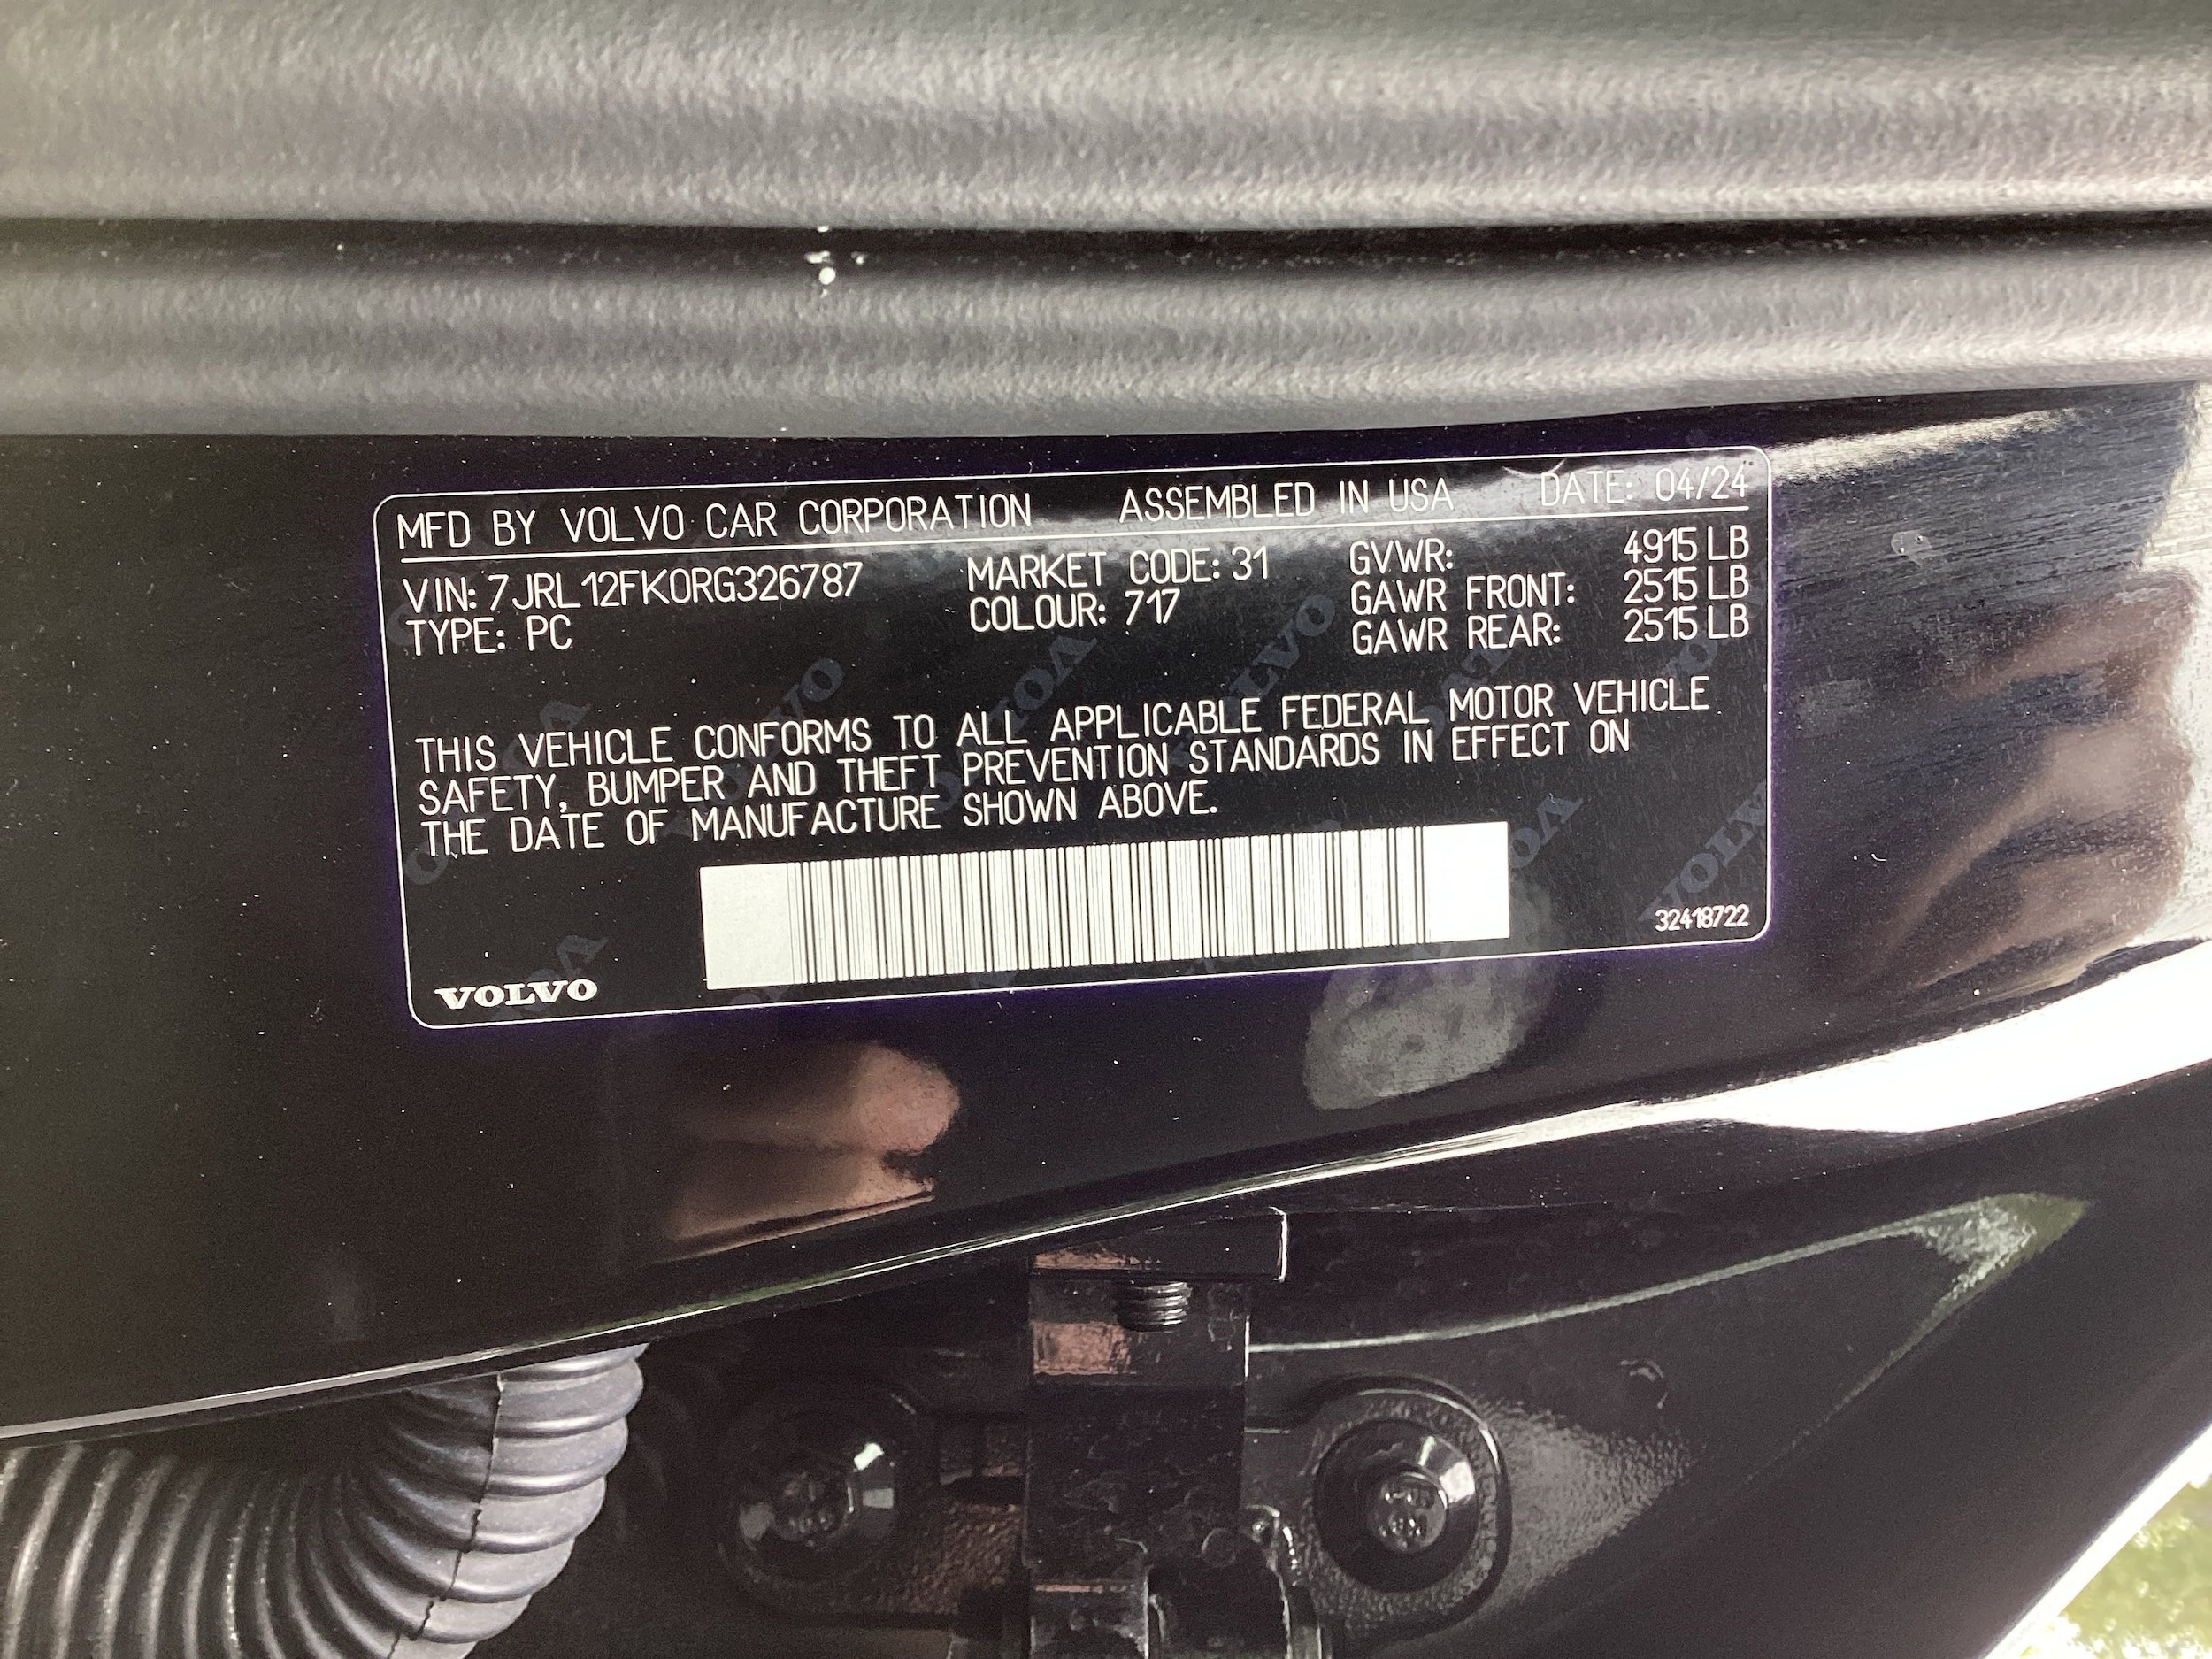 MFD BY VOLVO CAR CORPORATION ASSEMBLED IN USA DATE: 04/24
VIN: 7JRL12FK0RG326787 MARKET CODE: 31 GVWR: 4915 LB
TYPE: PC COLOUR: 717 GAWR FRONT: 2515 LB
GAWR REAR: 2515 LB
THIS VEHICLE CONFORMS TO ALL APPLICABLE FEDERAL MOTOR VEHICLE
SAFETY, BUMPER AND THEFT PREVENTION STANDARDS IN EFFECT ON
THE DATE OF MANUFACTURE SHOWN ABOVE.
32418722
VOLVO